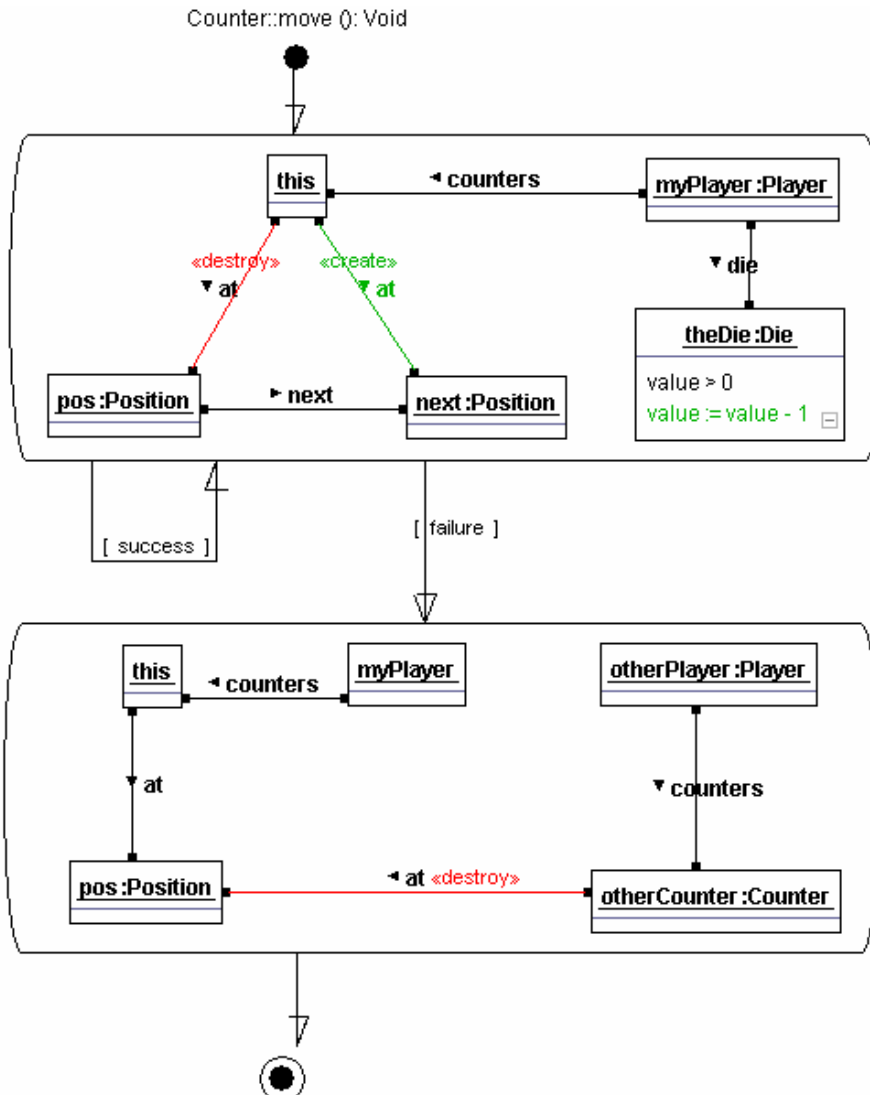 Counter::move (): Void
this
counters
myPlayer :Player
«destroy»
«create»
at
at
die
theDie :Die
value > 0
value := value - 1
pos :Position
next
next :Position
[ success ]
[ failure ]
this
counters
myPlayer
otherPlayer :Player
at
counters
pos :Position
at «destroy»
otherCounter :Counter